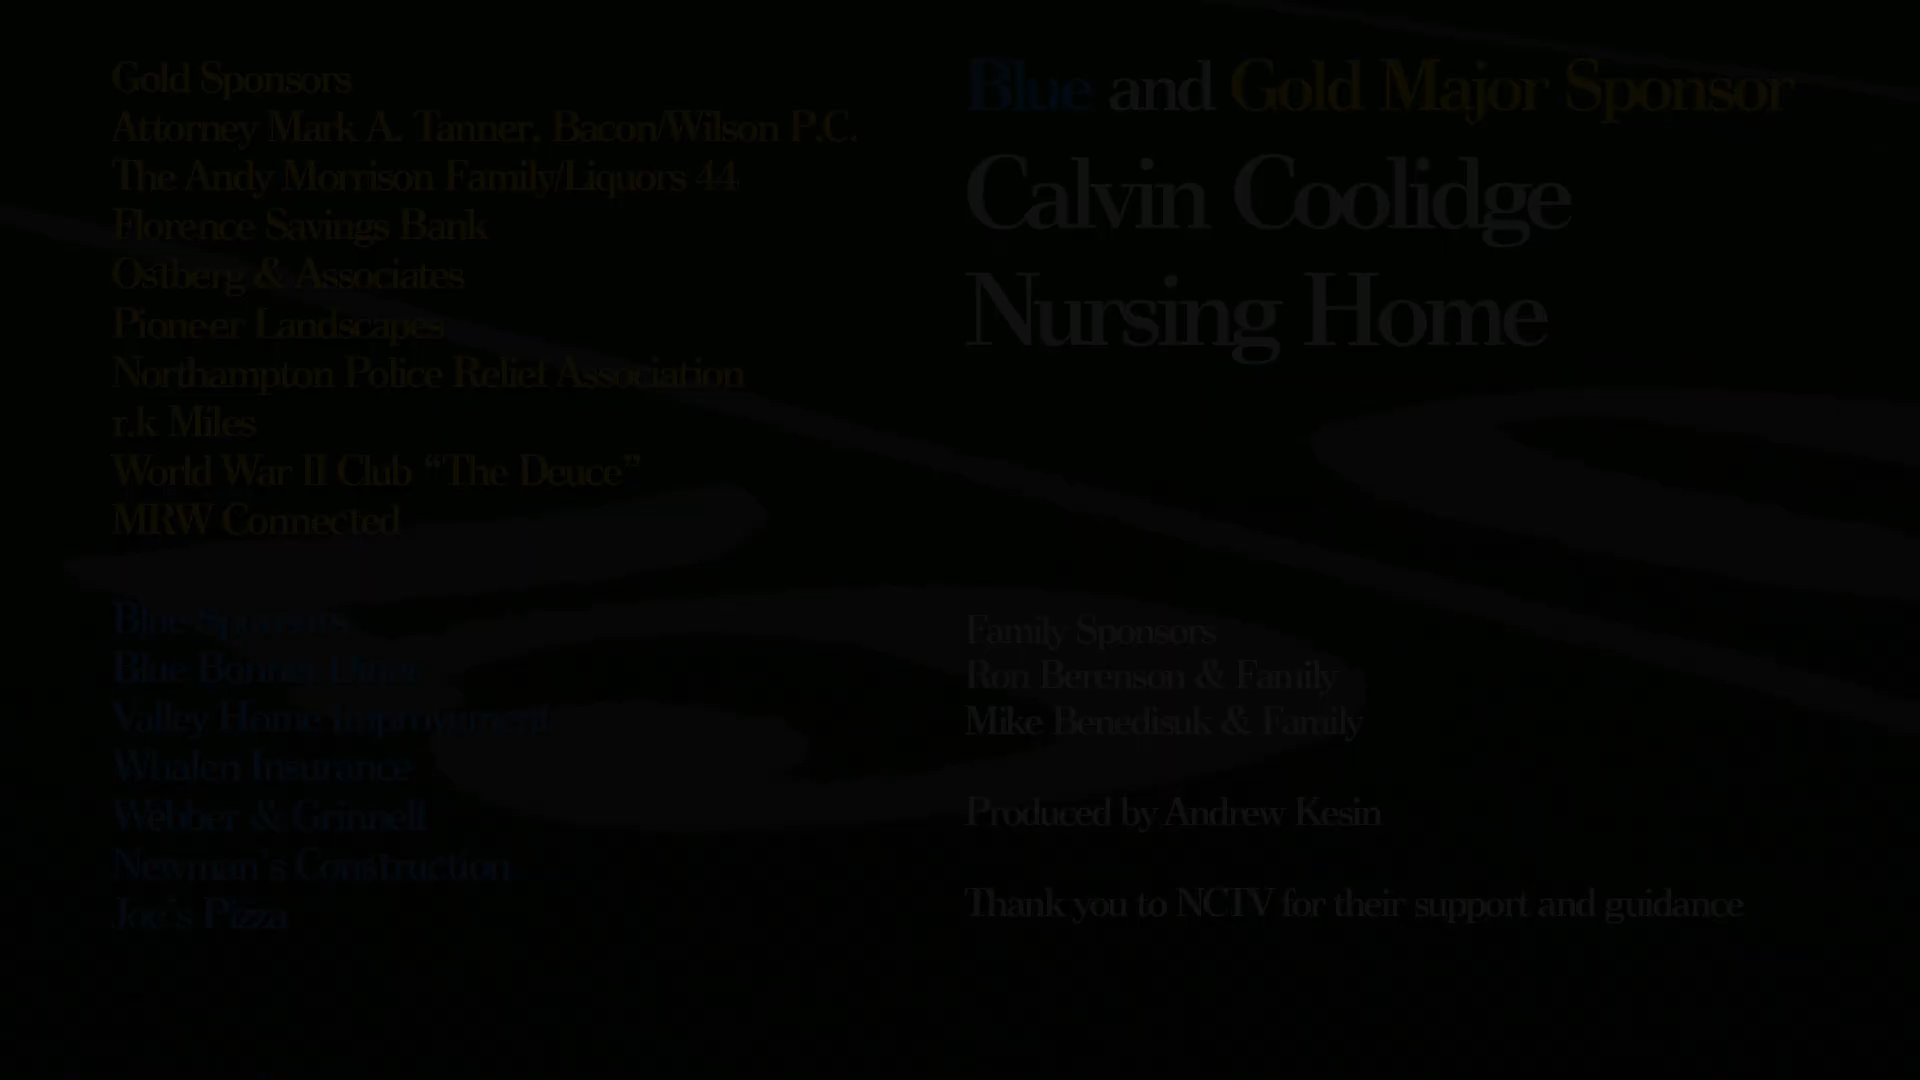 Gold Sponsors
Attorney Mark A. Tanner, Bacon/Wilson P.C.
The Andy Morrison Family/Liquors 44
Florence Savings Bank
Ostberg & Associates
Pioneer Landscapes
Northampton Police Relief Association
r.k Miles
World War II Club “The Deuce”
MRW Connected
Blue Sponsors
Blue Bonnet Diner
Valley Home Improvement
Whalen Insurance
Webber & Grinnell
Newman's Construction
Joe's Pizza
Blue and Gold Major Sponsor
Calvin Coolidge
Nursing Home
Family Sponsors
Ron Berenson & Family
Mike Benedisuk & Family
Produced by Andrew Kesin
Thank you to NCTV for their support and guidance